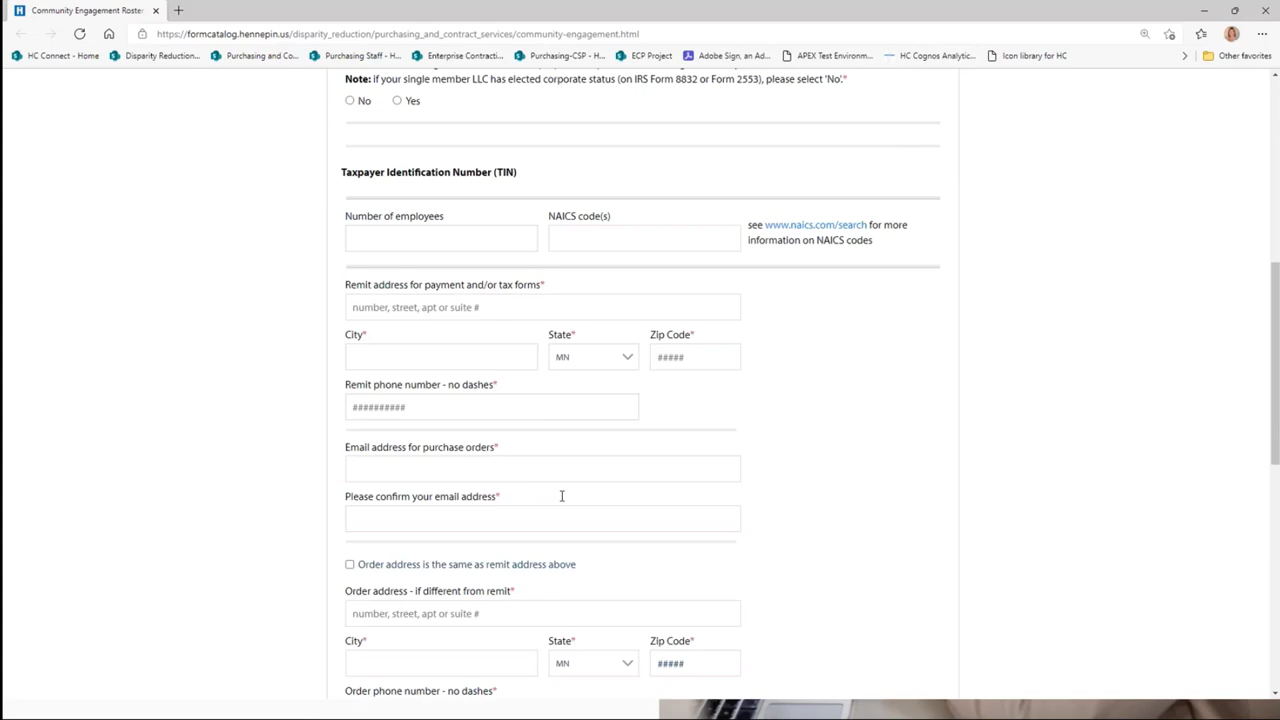 Community Engagement Roster
https://formcatalog.hennepin.us/disparity_reduction/purchasing_and_contract_services/community-engagement.html
HC Connect - Home
Disparity Reduction...
Purchasing and Co...
Purchasing Staff - H...
Enterprise Contracti...
Purchasing-CSP - H...
ECP Project
Adobe Sign, an Ad...
APEX Test Environm...
HC Cognos Analytic...
Icon library for HC
Other favorites
Note: if your single member LLC has elected corporate status (on IRS Form 8832 or Form 2553), please select 'No'.*
No Yes
Taxpayer Identification Number (TIN)
Number of employees
NAICS code(s)
see www.naics.com/search for more
information on NAICS codes
Remit address for payment and/or tax forms*
number, street, apt or suite #
City* State* Zip Code*
MN #####
Remit phone number - no dashes*
##########
Email address for purchase orders*
Please confirm your email address*
Order address is the same as remit address above
Order address - if different from remit*
number, street, apt or suite #
City* State* Zip Code*
MN #####
Order phone number - no dashes*